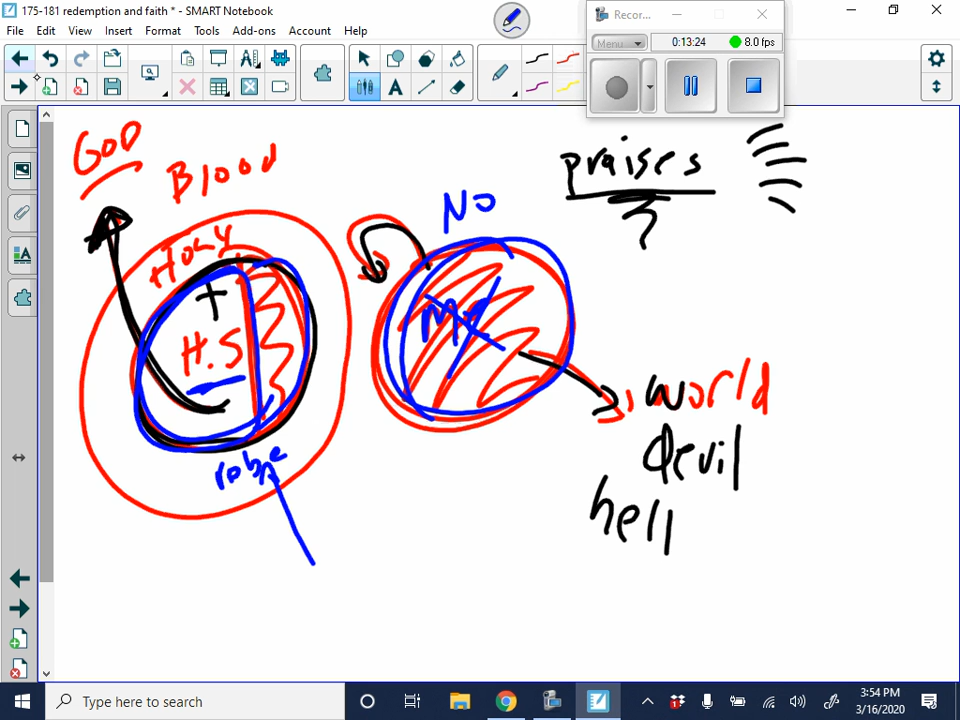 175-181 redemption and faith * - SMART Notebook
File Edit View Insert Format Tools Add-ons Account Help
Recor...
Menu 0:13:24 8.0 fps
GOD
Blood
praises
NO
Holy
Me
H.S
world
devil
robe
hell
Type here to search
3:54 PM
3/16/2020